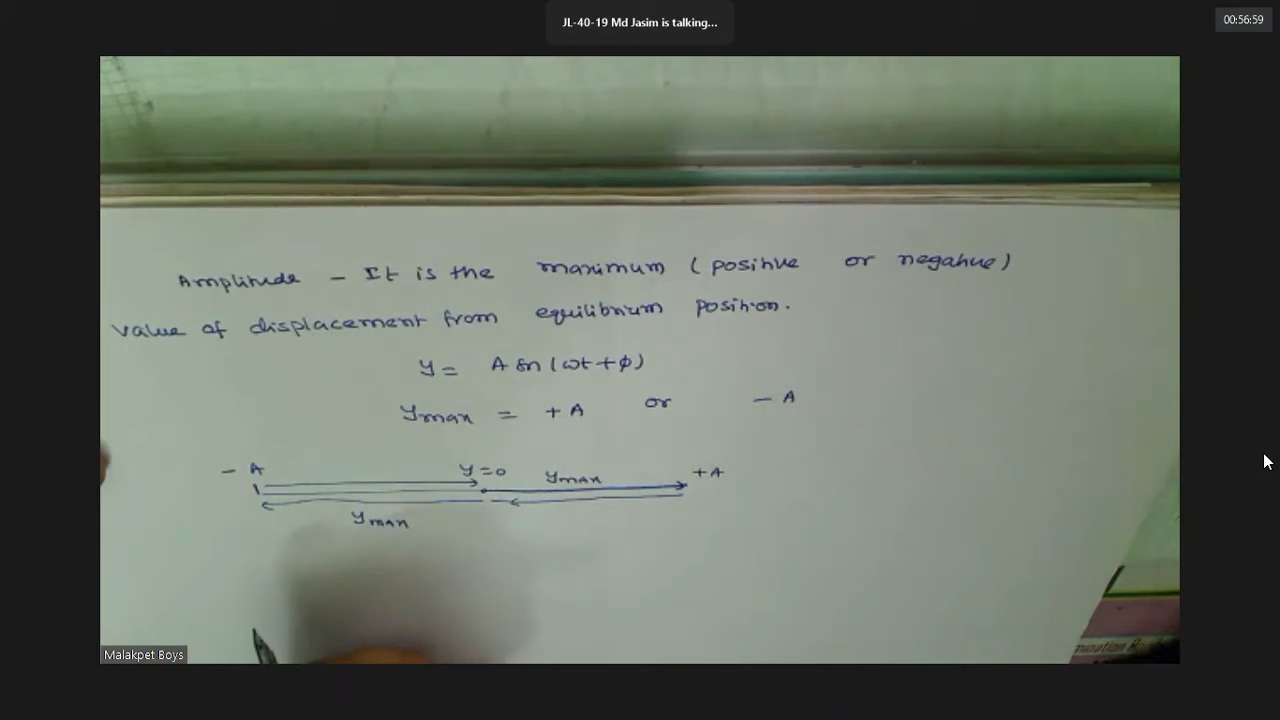 JL-40-19 Md Jasim is talking...
00:56:59
Amplitude - It is the maximum (positive or negative)
value of displacement from equilibrium position.
y = A sin(ωt+φ)
ymax = +A or - A
- A y=0 ymax +A
ymax
Malakpet Boys